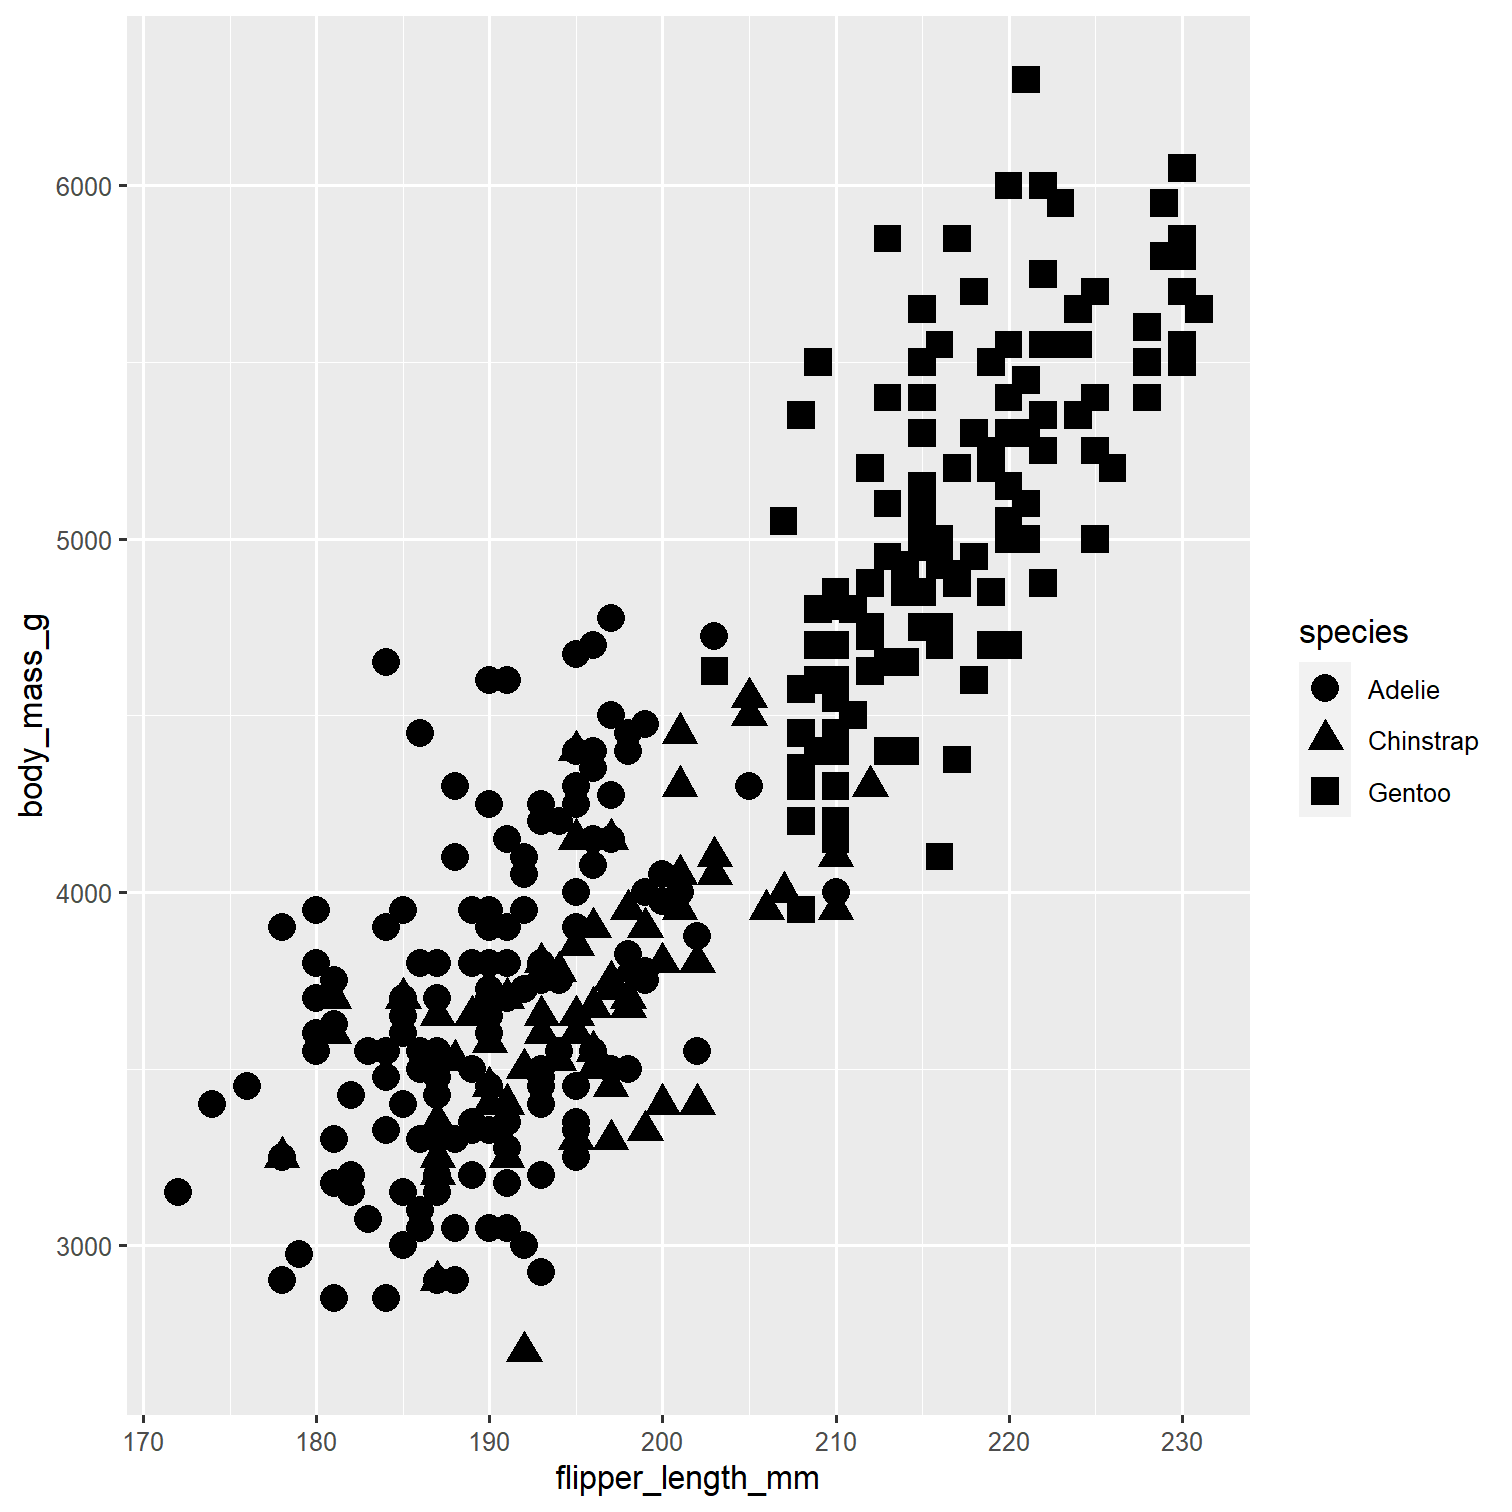 6000
5000
4000
3000
body_mass_g
170 180 190 200 210 220 230
flipper_length_mm
species
Adelie
Chinstrap
Gentoo